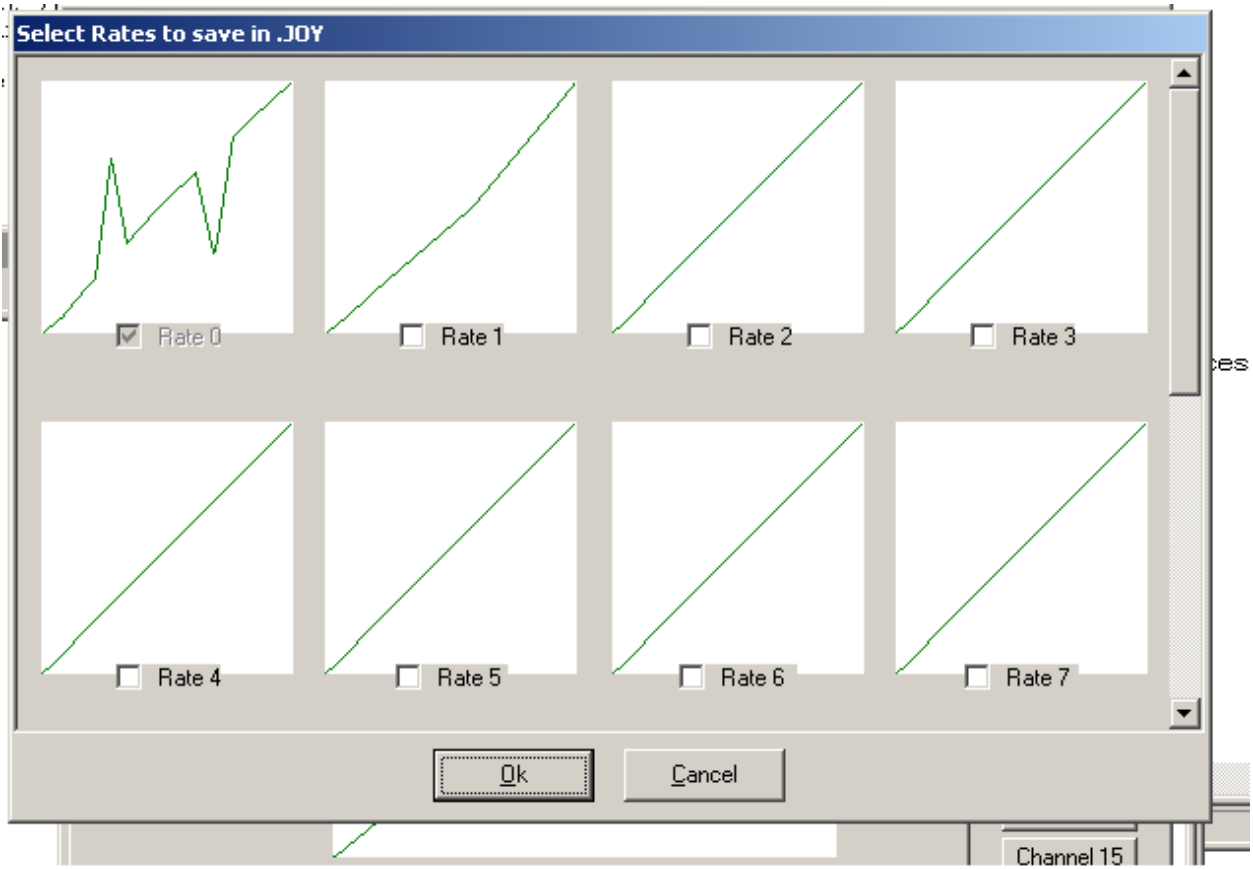 Select Rates to save in .JOY
Rate 0
Rate 1
Rate 2
Rate 3
Rate 4
Rate 5
Rate 6
Rate 7
Ok
Cancel
Channel 15